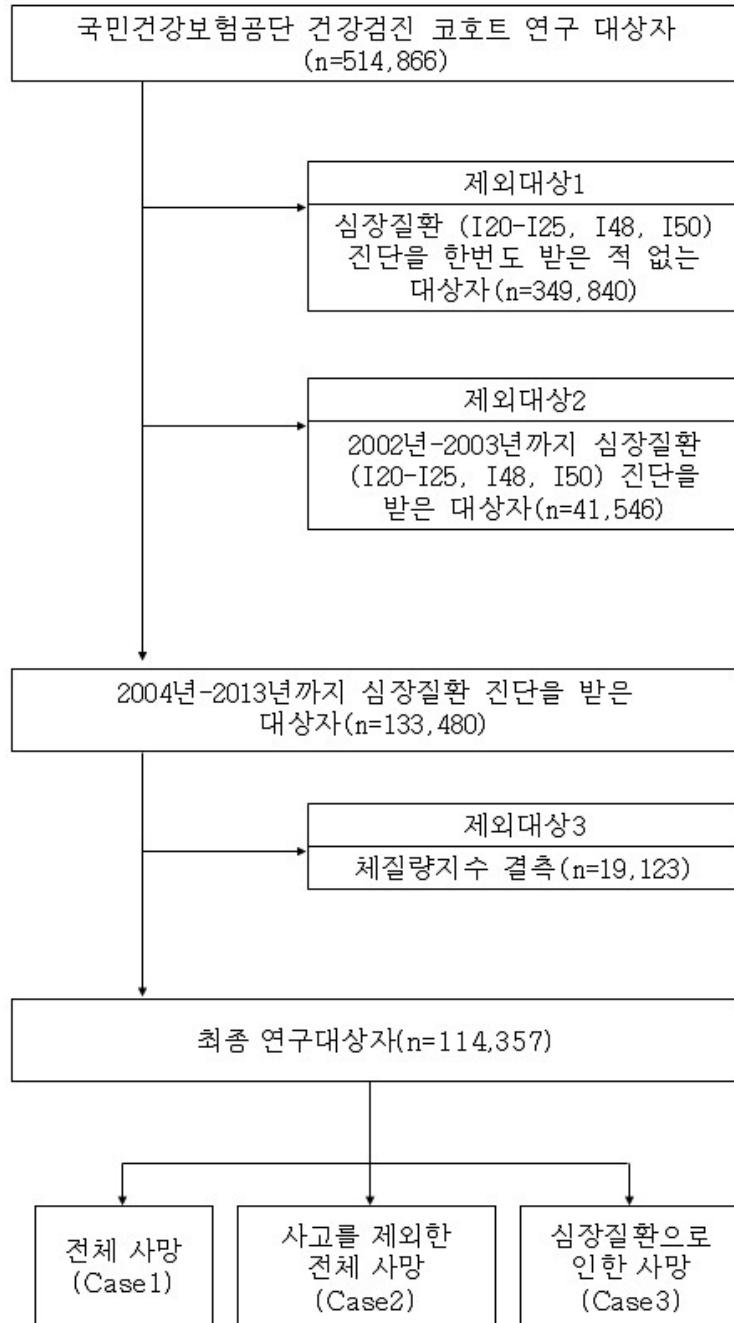 국민건강보험공단 건강검진 코호트 연구 대상자
(n=514,866)
제외대상1
심장질환 (I20-I25, I48, I50)
진단을 한번도 받은 적 없는
대상자(n=349,840)
제외대상2
2002년-2003년까지 심장질환
(I20-I25, I48, I50) 진단을
받은 대상자(n=41,546)
2004년-2013년까지 심장질환 진단을 받은
대상자(n=133,480)
제외대상3
체질량지수 결측(n=19,123)
최종 연구대상자(n=114,357)
전체 사망
(Case1)
사고를 제외한
전체 사망
(Case2)
심장질환으로
인한 사망
(Case3)